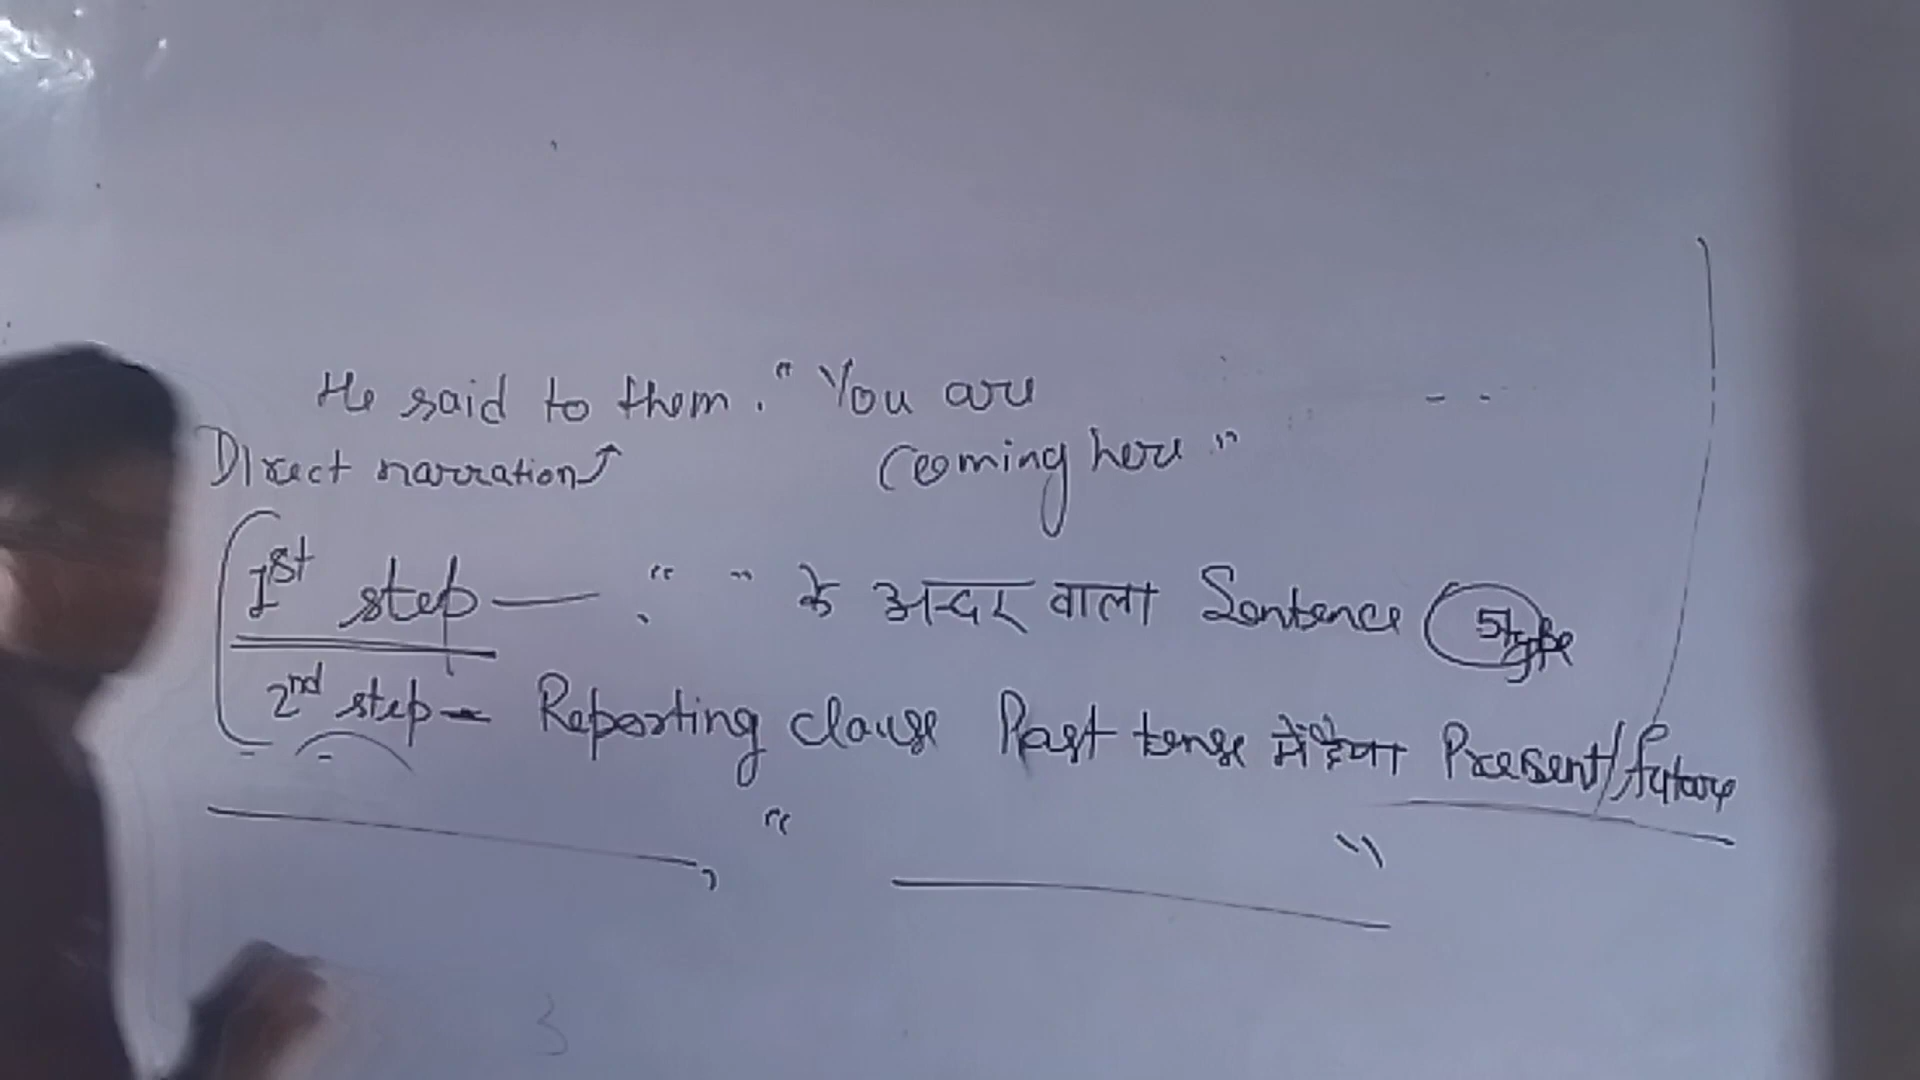 He said to them. "You are
coming here"
Direct narration
1st step — . " " के अन्दर वाला Sentence 5 type
2nd step - Reporting clause Past tense में Present/future
" "
3